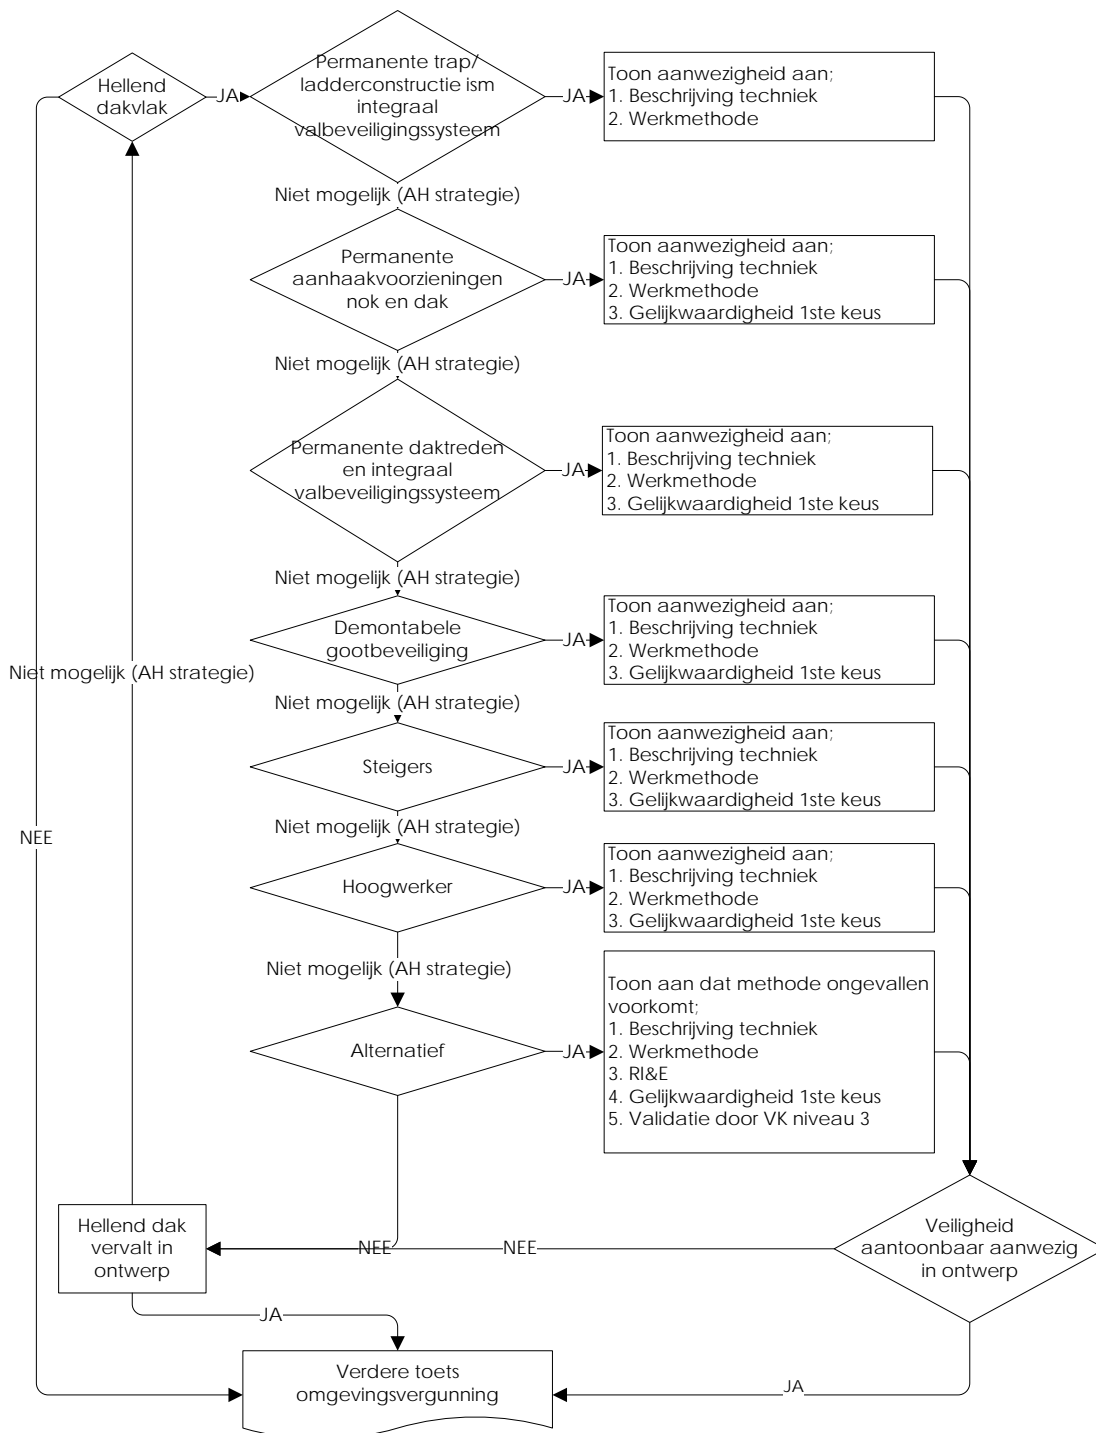 Hellend
dakvlak
JA
Permanente trap/
ladderconstructie ism
integraal
valbeveiligingssysteem
JA
Toon aanwezigheid aan;
1. Beschrijving techniek
2. Werkmethode
Niet mogelijk (AH strategie)
Permanente
aanhaakvoorzieningen
nok en dak
JA
Toon aanwezigheid aan;
1. Beschrijving techniek
2. Werkmethode
3. Gelijkwaardigheid 1ste keus
Niet mogelijk (AH strategie)
Permanente daktreden
en integraal
valbeveiligingssysteem
JA
Toon aanwezigheid aan;
1. Beschrijving techniek
2. Werkmethode
3. Gelijkwaardigheid 1ste keus
Niet mogelijk (AH strategie)
Demontabele
gootbeveiliging
JA
Toon aanwezigheid aan;
1. Beschrijving techniek
2. Werkmethode
3. Gelijkwaardigheid 1ste keus
Niet mogelijk (AH strategie)
Niet mogelijk (AH strategie)
Steigers
JA
Toon aanwezigheid aan;
1. Beschrijving techniek
2. Werkmethode
3. Gelijkwaardigheid 1ste keus
Niet mogelijk (AH strategie)
NEE
Hoogwerker
JA
Toon aanwezigheid aan;
1. Beschrijving techniek
2. Werkmethode
3. Gelijkwaardigheid 1ste keus
Niet mogelijk (AH strategie)
Alternatief
JA
Toon aan dat methode ongevallen
voorkomt;
1. Beschrijving techniek
2. Werkmethode
3. RI&E
4. Gelijkwaardigheid 1ste keus
5. Validatie door VK niveau 3
Hellend dak
vervalt in
ontwerp
NEE
NEE
Veiligheid
aantoonbaar aanwezig
in ontwerp
JA
Verdere toets
omgevingsvergunning
JA